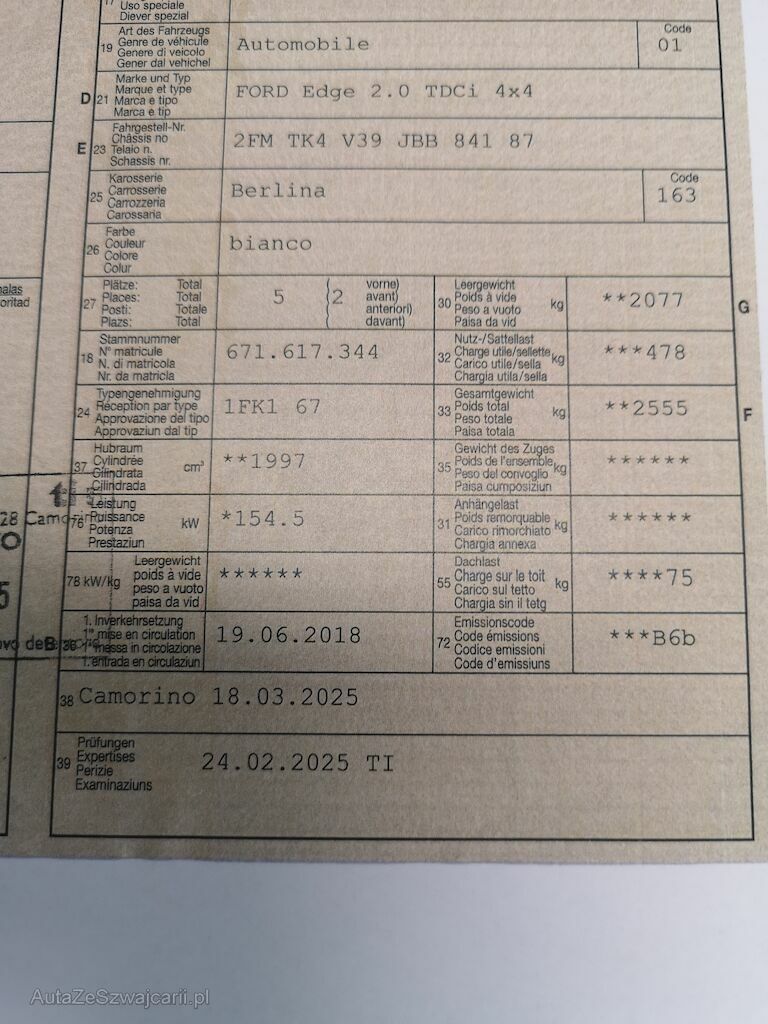 17
Uso speciale
Diever spezial
19 Art des Fahrzeugs
Genre de véhicule
Genere di veicolo
Gener dal vehichel
Automobile
Code
01
D 21 Marke und Typ
Marque et type
Marca e tipo
Marca e tip
FORD Edge 2.0 TDCi 4x4
E 23 Fahrgestell-Nr.
Châssis no
Telaio n.
Schassis nr.
2FM TK4 V39 JBB 841 87
25 Karosserie
Carrosserie
Carrozzeria
Carossaria
Berlina
Code
163
26 Farbe
Couleur
Colore
Colur
bianco
27 Plätze: Total
Places: Total
Posti: Totale
Plazs: Total
5 (2 vorne)
avant)
anteriori)
davant)
30 Leergewicht
Poids à vide
Peso a vuoto
Paisa da vid
kg
**2077
G
18 Stammnummer
N° matricule
N. di matricola
Nr. da matricla
671.617.344
32 Nutz-/Sattellast
Charge utile/sellette
Carico utile/sella
Chargia utila/sella
kg
***478
24 Typengenehmigung
Réception par type
Approvazione del tipo
Approvaziun dal tip
1FK1 67
33 Gesamtgewicht
Poids total
Peso totale
Paisa totala
kg
**2555
F
37 Hubraum
Cylindrée
Cilindrata
Cilindrada
cm³
**1997
35 Gewicht des Zuges
Poids de l'ensemble
Peso del convoglio
Paisa cumposiziun
kg
******
76 Leistung
Puissance
Potenza
Prestaziun
kW
*154.5
31 Anhängelast
Poids remorquable
Carico rimorchiato
Chargia annexa
kg
******
78 kW/kg
Leergewicht
poids à vide
peso a vuoto
paisa da vid
******
55 Dachlast
Charge sur le toit
Carico sul tetto
Chargia sin il tetg
kg
****75
36 1. Inverkehrsetzung
1re mise en circulation
1a messa in circolazione
1. entrada en circulaziun
19.06.2018
72 Emissionscode
Code émissions
Codice emissioni
Code d'emissiuns
***B6b
38 Camorino 18.03.2025
39 Prüfungen
Expertises
Perizie
Examinaziuns
24.02.2025 TI
AutaZeSzwajcarii.pl